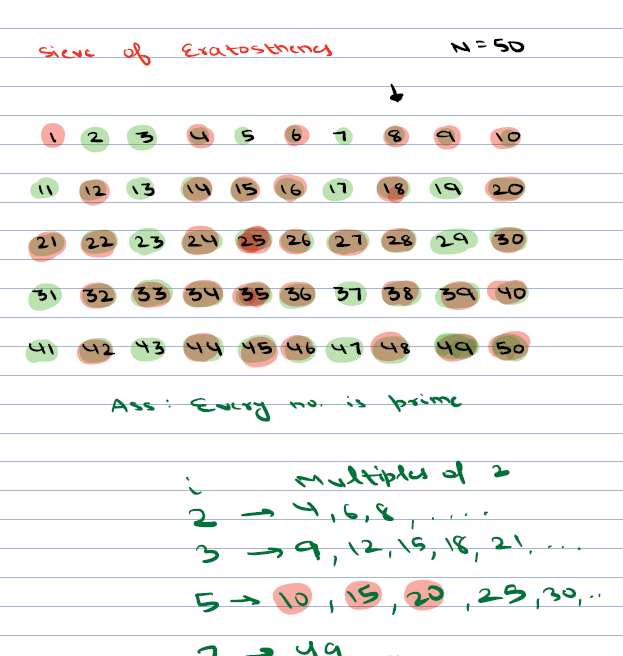 Sieve of Eratosthenes N = 50
↓
1 2 3 4 5 6 7 8 9 10
11 12 13 14 15 16 17 18 19 20
21 22 23 24 25 26 27 28 29 30
31 32 33 34 35 36 37 38 39 40
41 42 43 44 45 46 47 48 49 50
Ass : Every no. is prime
i Multiples of 2
2 → 4, 6, 8, ....
3 → 9, 12, 15, 18, 21, ...
5 → 10, 15, 20, 25, 30, ..
7 → 49 ...